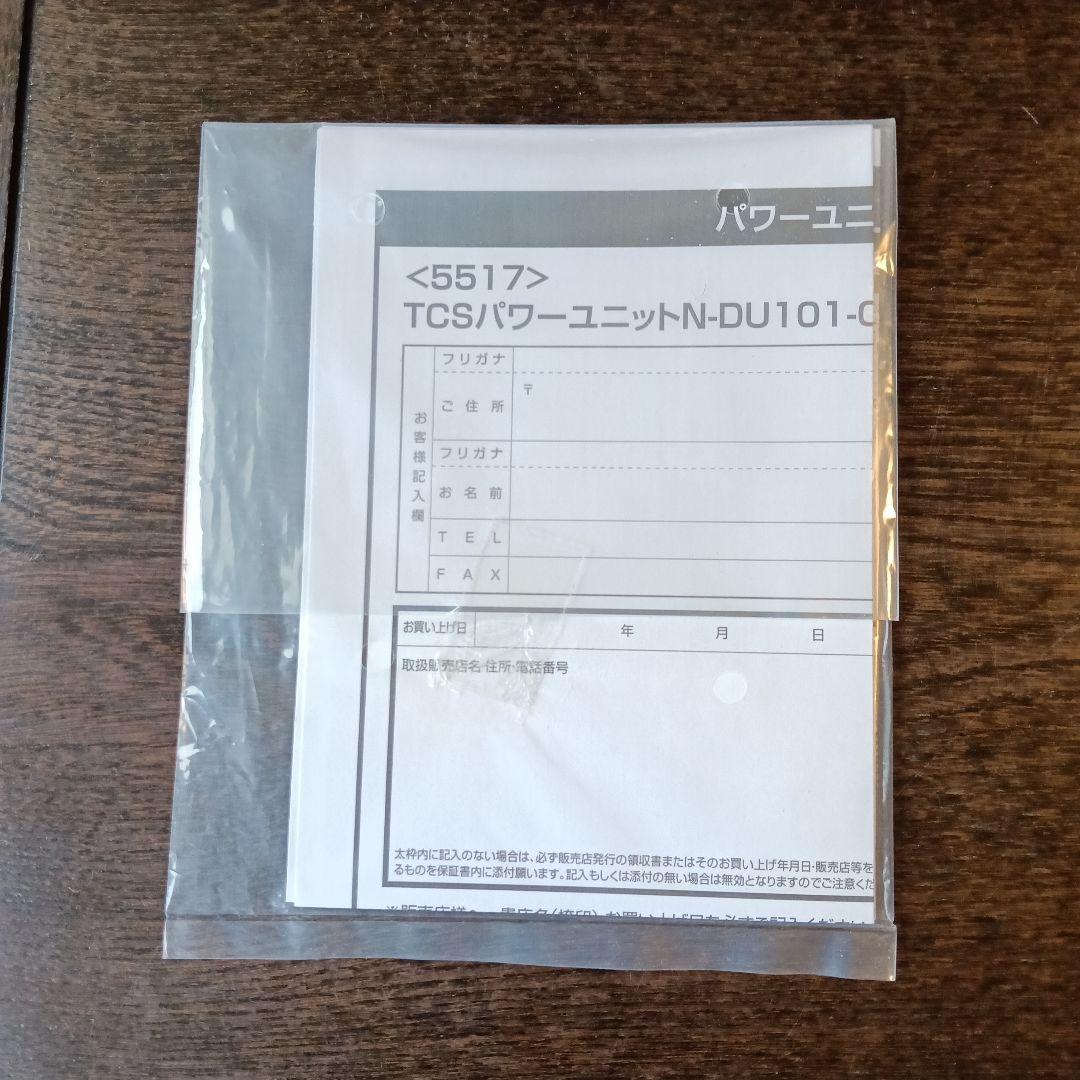 パワーユニ
<5517>
TCSパワーユニットN-DU101-C
お客様記入欄
フリガナ
ご住所
〒
フリガナ
お名前
TEL
FAX
お買い上げ日 年 月 日
取扱販売店名・住所・電話番号
太枠内に記入のない場合は、必ず販売店発行の領収書またはそのお買い上げ年月日・販売店等を
るものを保証書内に添付願います。記入もしくは添付の無い場合は無効となりますのでご注意くだ